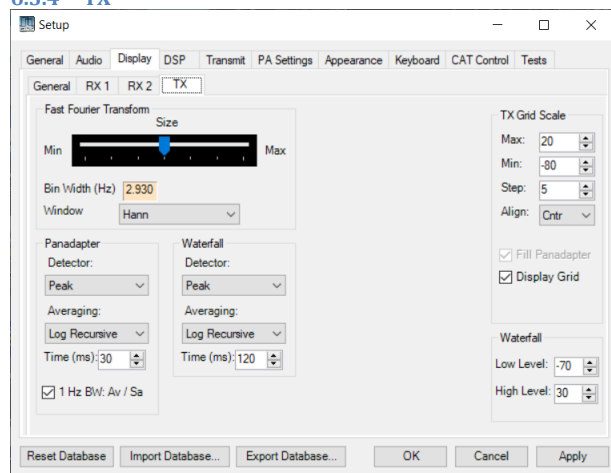 6.3.4 TX
Setup
General Audio Display DSP Transmit PA Settings Appearance Keyboard CAT Control Tests
General RX 1 RX 2 TX
Fast Fourier Transform
Size
Min Max
Bin Width (Hz) 2.930
Window Hann
Panadapter
Detector:
Peak
Averaging:
Log Recursive
Time (ms): 30
1 Hz BW: Av / Sa
Waterfall
Detector:
Peak
Averaging:
Log Recursive
Time (ms): 120
TX Grid Scale
Max: 20
Min: -80
Step: 5
Align: Cntr
Fill Panadapter
Display Grid
Waterfall
Low Level: -70
High Level: 30
Reset Database Import Database... Export Database... OK Cancel Apply